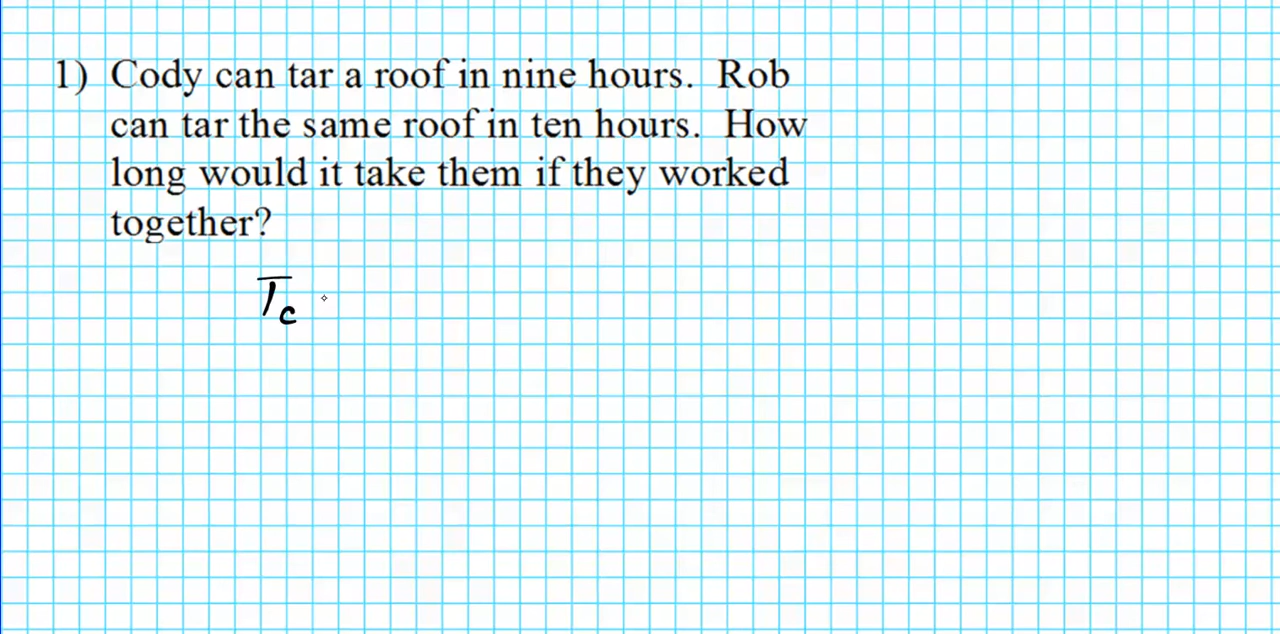 1) Cody can tar a roof in nine hours. Rob
can tar the same roof in ten hours. How
long would it take them if they worked
together?
Tc